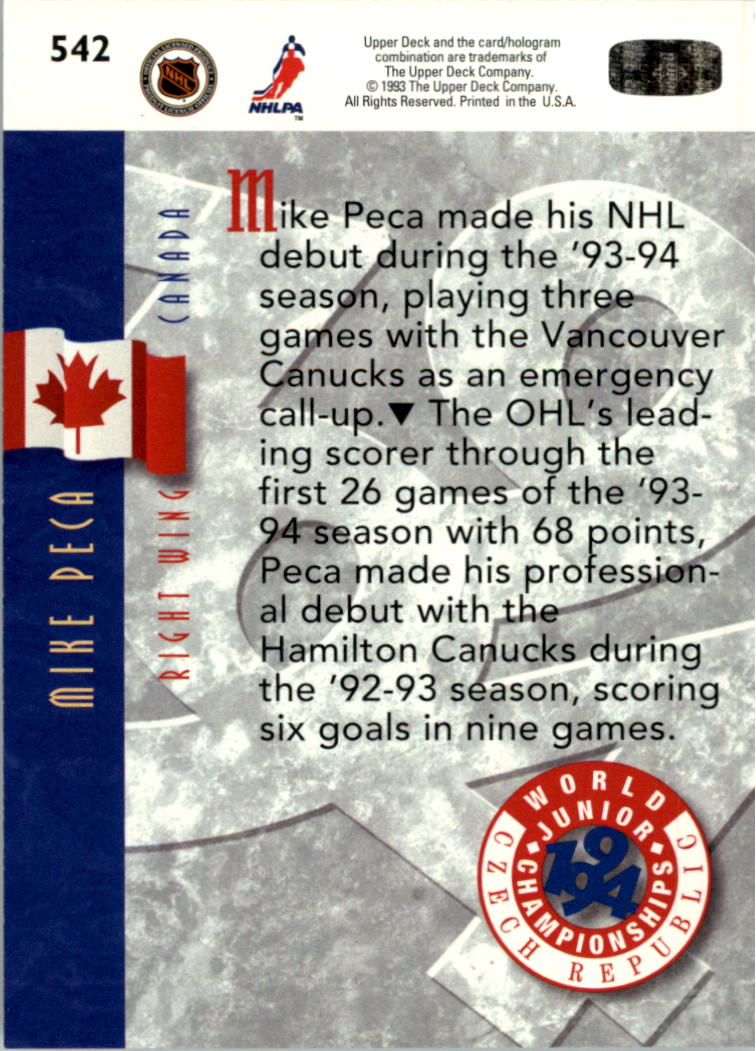 542
NHL
NHLPA
TM
Upper Deck and the card/hologram
combination are trademarks of
The Upper Deck Company.
© 1993 The Upper Deck Company.
All Rights Reserved. Printed in the U.S.A.
CANADA
MIKE PECA
RIGHT WING
Mike Peca made his NHL
debut during the '93-94
season, playing three
games with the Vancouver
Canucks as an emergency
call-up.▼ The OHL's lead-
ing scorer through the
first 26 games of the '93-
94 season with 68 points,
Peca made his profession-
al debut with the
Hamilton Canucks during
the '92-93 season, scoring
six goals in nine games.
WORLD
JUNIOR
1994
CHAMPIONSHIPS
CZECH REPUBLIC